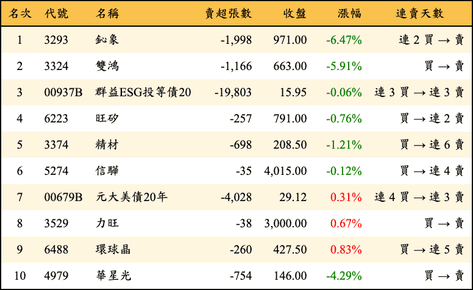 名次 代號 名稱 賣超張數 收盤 漲幅 連賣天數
1 3293 鈊象 -1,998 971.00 -6.47% 連 2 買 → 賣
2 3324 雙鴻 -1,166 663.00 -5.91% 買 → 賣
3 00937B 群益ESG投等債20 -19,803 15.95 -0.06% 連 3 買 → 連 3 賣
4 6223 旺矽 -257 791.00 -0.76% 買 → 連 2 賣
5 3374 精材 -698 208.50 -1.21% 買 → 連 6 賣
6 5274 信驊 -35 4,015.00 -0.12% 買 → 連 4 賣
7 00679B 元大美債20年 -4,028 29.12 0.31% 連 4 買 → 連 3 賣
8 3529 力旺 -38 3,000.00 0.67% 買 → 賣
9 6488 環球晶 -260 427.50 0.83% 買 → 連 5 賣
10 4979 華星光 -754 146.00 -4.29% 買 → 賣